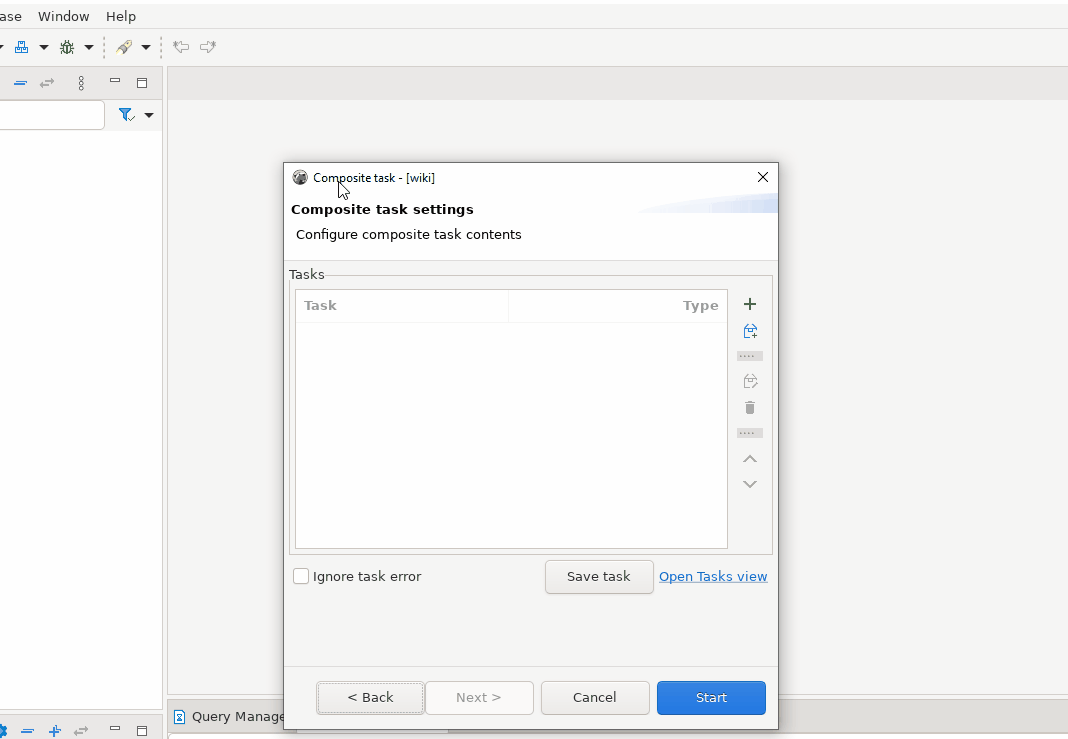 ase Window Help
Composite task - [wiki]
Composite task settings
Configure composite task contents
Tasks
Task Type
Ignore task error Save task Open Tasks view
< Back Next > Cancel Start
Query Manage